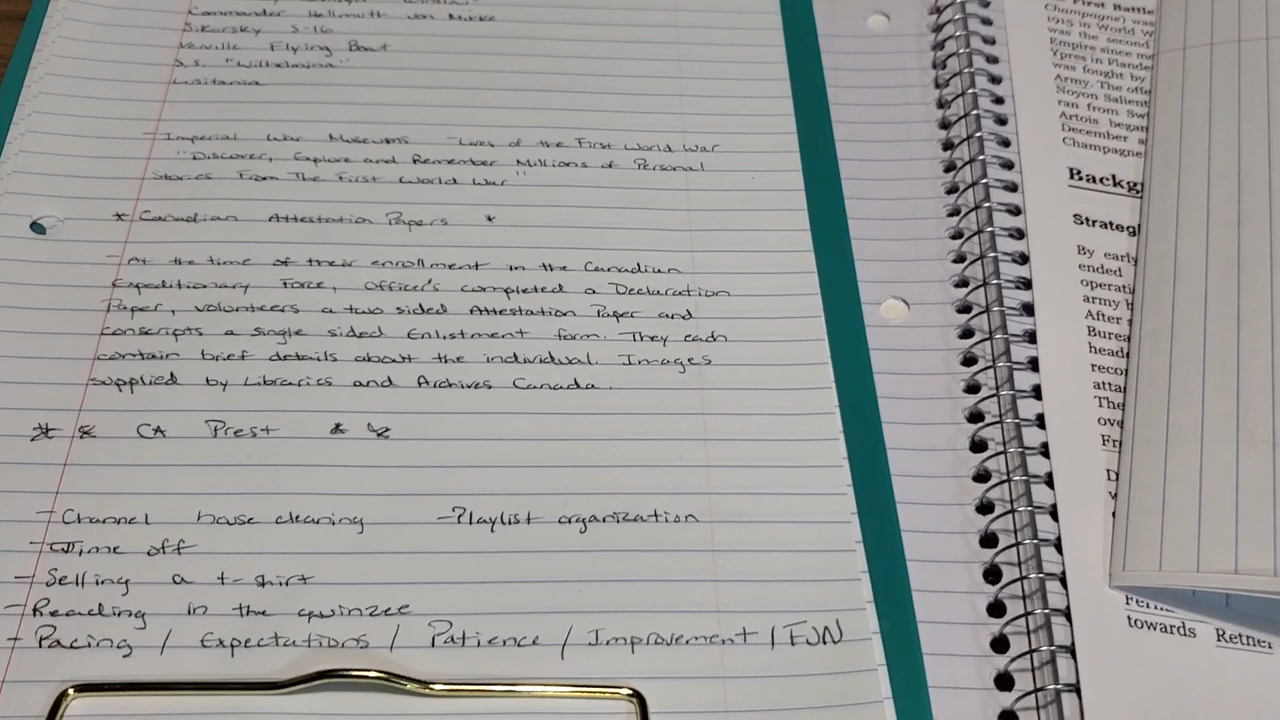 Commander Hellmuth von Mücke
Sikorsky S-16
Flying Boat
S.S. "Wilhelmina"
Lusitania
- Imperial War Museums - Lives of the First World War
"Discover, Explore and Remember Millions of Personal
Stories From The First World War"
* Canadian Attestation Papers *
- At the time of their enrollment in the Canadian
Expeditionary Force, Officer's completed a Declaration
Paper, volunteers a two sided Attestation Paper and
conscripts a single sided Enlistment form. They each
contain brief details about the individual. Images
supplied by Libraries and Archives Canada.
* * CA Prest * *
- Channel house cleaning - Playlist organization
- Time off
- Selling a t-shirt
- Reading in the quinzee
- Pacing / Expectations / Patience / Improvement / FUN
First Battle
Champagne) was
1915 in World W
was the second
Empire since
Ypres in Flande
was fought by
Army. The offe
Noyon Salient
ran from Sw
Artois began
December a
Champagne
Backg
Strateg
By early
ended
operati
army b
After
Burea
head
reco
atta
The
ove
Fr
towards Retne